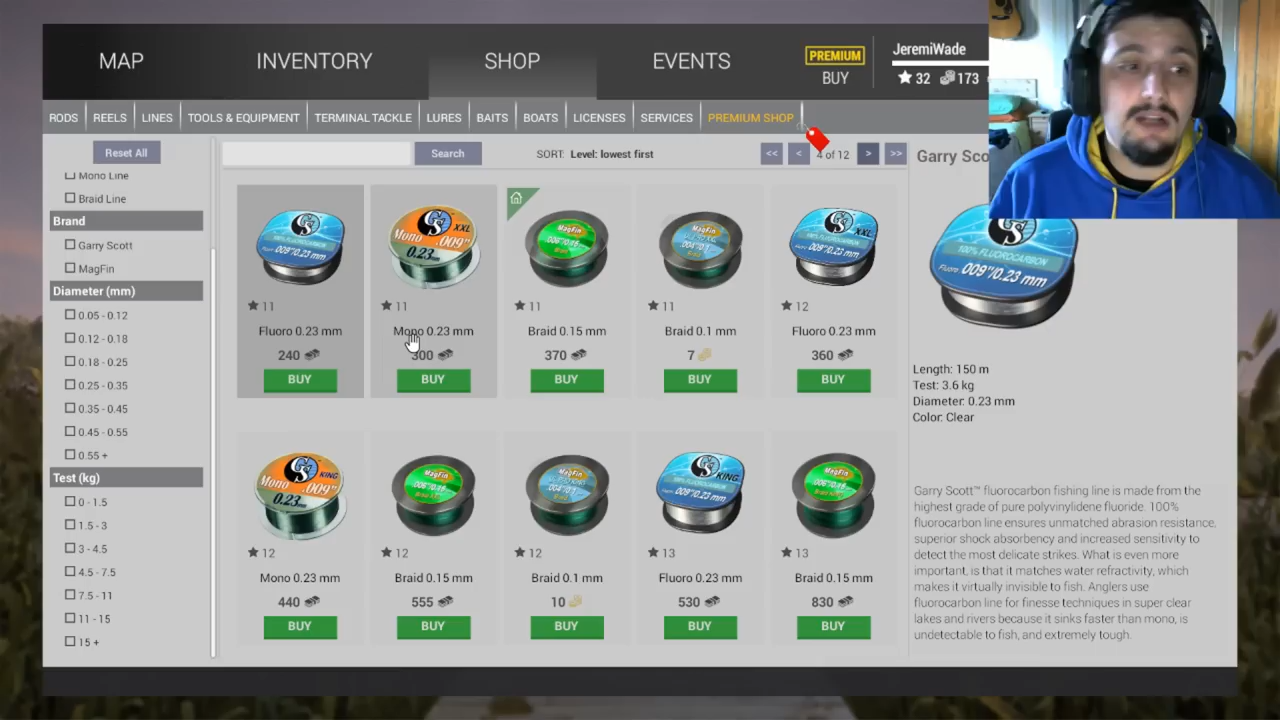 MAP INVENTORY SHOP EVENTS PREMIUM BUY JeremiWade 32 173
RODS REELS LINES TOOLS & EQUIPMENT TERMINAL TACKLE LURES BAITS BOATS LICENSES SERVICES PREMIUM SHOP
Reset All Search SORT: Level: lowest first << < 4 of 12 > >> Garry Sco
Mono Line
Braid Line
Brand
Garry Scott
MagFin
Diameter (mm)
0.05 - 0.12
0.12 - 0.18
0.18 - 0.25
0.25 - 0.35
0.35 - 0.45
0.45 - 0.55
0.55 +
Test (kg)
0 - 1.5
1.5 - 3
3 - 4.5
4.5 - 7.5
7.5 - 11
11 - 15
15 +
11 11 11 11 12
Fluoro 0.23 mm Mono 0.23 mm Braid 0.15 mm Braid 0.1 mm Fluoro 0.23 mm
240 300 370 7 360
BUY BUY BUY BUY BUY
12 12 12 13 13
Mono 0.23 mm Braid 0.15 mm Braid 0.1 mm Fluoro 0.23 mm Braid 0.15 mm
440 555 10 530 830
BUY BUY BUY BUY BUY
100% FLUOROCARBON
Fluoro .009"/0.23 mm
Length: 150 m
Test: 3.6 kg
Diameter: 0.23 mm
Color: Clear
Garry Scott™ fluorocarbon fishing line is made from the
highest grade of pure polyvinylidene fluoride. 100%
fluorocarbon line ensures unmatched abrasion resistance,
superior shock absorbency and increased sensitivity to
detect the most delicate strikes. What is even more
important, is that it matches water refractivity, which
makes it virtually invisible to fish. Anglers use
fluorocarbon line for finesse techniques in super clear
lakes and rivers because it sinks faster than mono, is
undetectable to fish, and extremely tough.